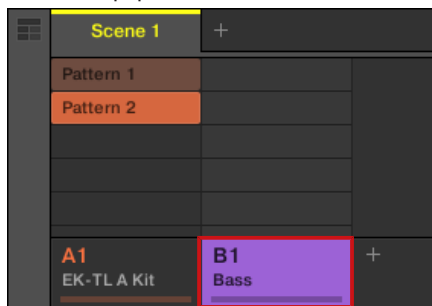 Scene 1 +
Pattern 1
Pattern 2
A1 B1 +
EK-TL A Kit Bass